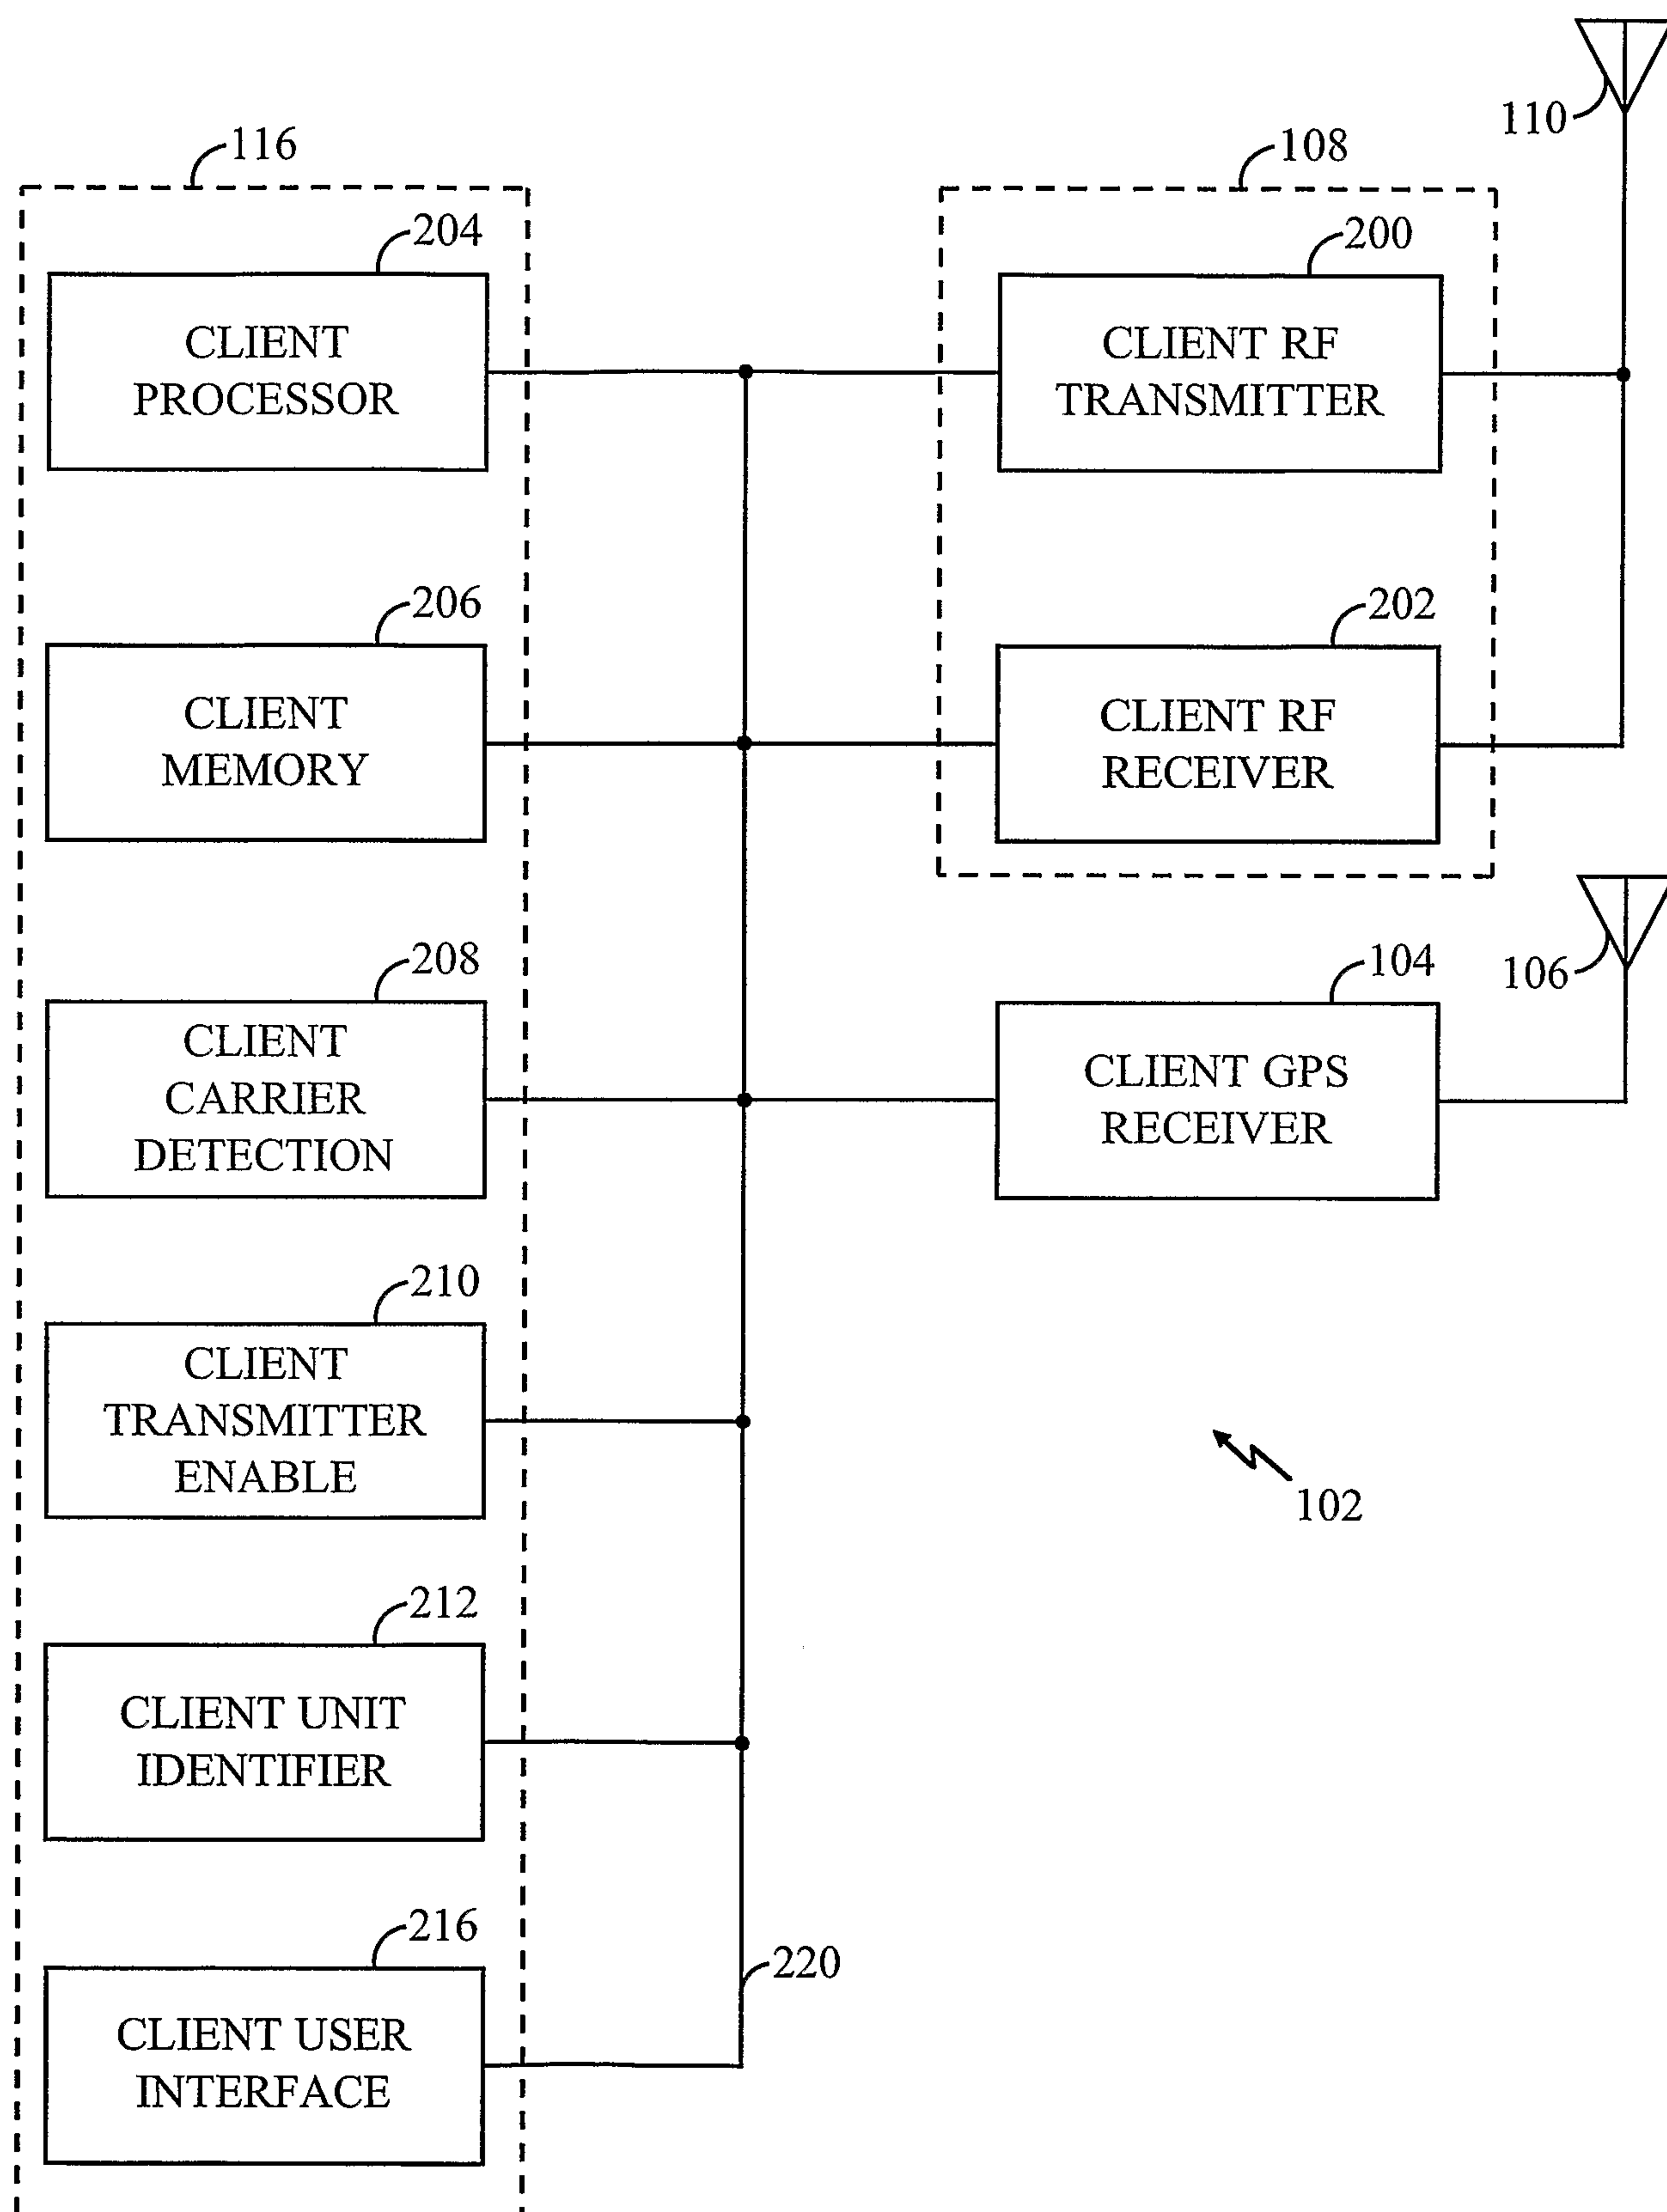 110
116
108
204
200
CLIENT
PROCESSOR
CLIENT RF
TRANSMITTER
206
202
CLIENT
MEMORY
CLIENT RF
RECEIVER
208
104
106
CLIENT
CARRIER
DETECTION
CLIENT GPS
RECEIVER
210
CLIENT
TRANSMITTER
ENABLE
102
212
CLIENT UNIT
IDENTIFIER
216
220
CLIENT USER
INTERFACE